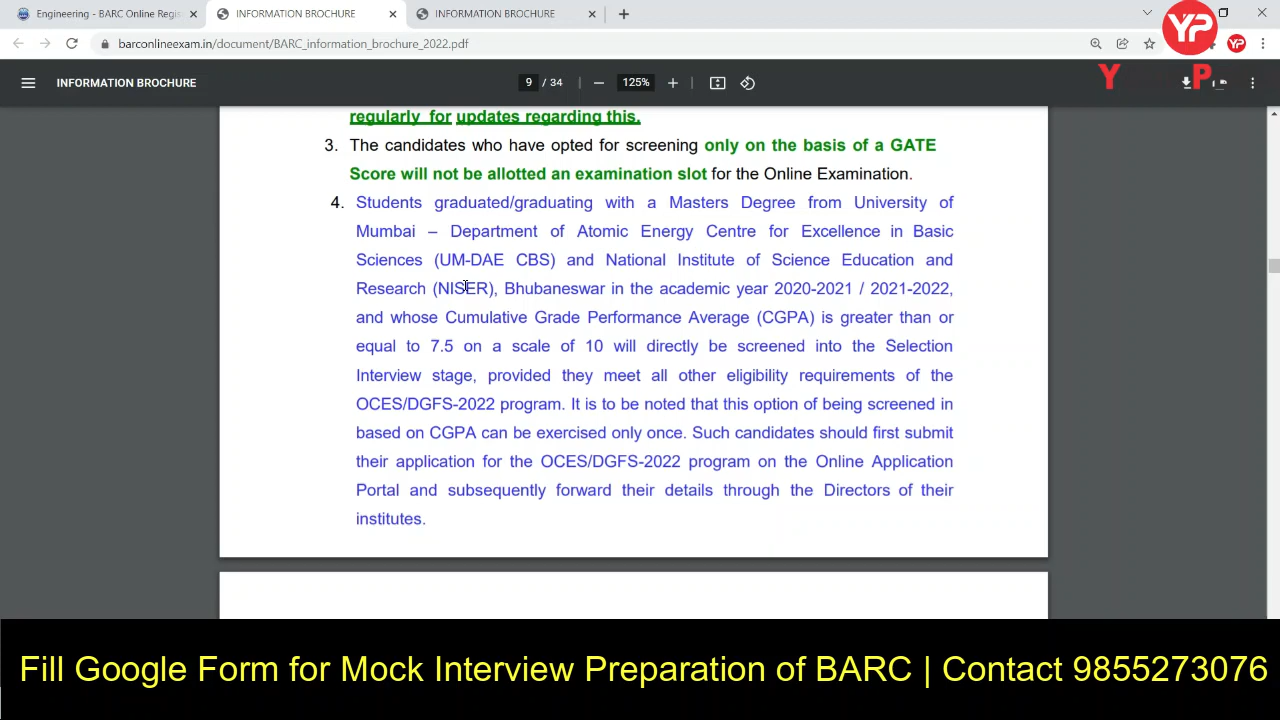 Engineering - BARC Online Regis
INFORMATION BROCHURE
INFORMATION BROCHURE
YP
barconlineexam.in/document/BARC_information_brochure_2022.pdf
YP
INFORMATION BROCHURE
9 / 34
125%
Y P
regularly for updates regarding this.
3. The candidates who have opted for screening only on the basis of a GATE
Score will not be allotted an examination slot for the Online Examination.
4. Students graduated/graduating with a Masters Degree from University of
Mumbai – Department of Atomic Energy Centre for Excellence in Basic
Sciences (UM-DAE CBS) and National Institute of Science Education and
Research (NISER), Bhubaneswar in the academic year 2020-2021 / 2021-2022,
and whose Cumulative Grade Performance Average (CGPA) is greater than or
equal to 7.5 on a scale of 10 will directly be screened into the Selection
Interview stage, provided they meet all other eligibility requirements of the
OCES/DGFS-2022 program. It is to be noted that this option of being screened in
based on CGPA can be exercised only once. Such candidates should first submit
their application for the OCES/DGFS-2022 program on the Online Application
Portal and subsequently forward their details through the Directors of their
institutes.
Fill Google Form for Mock Interview Preparation of BARC | Contact 9855273076